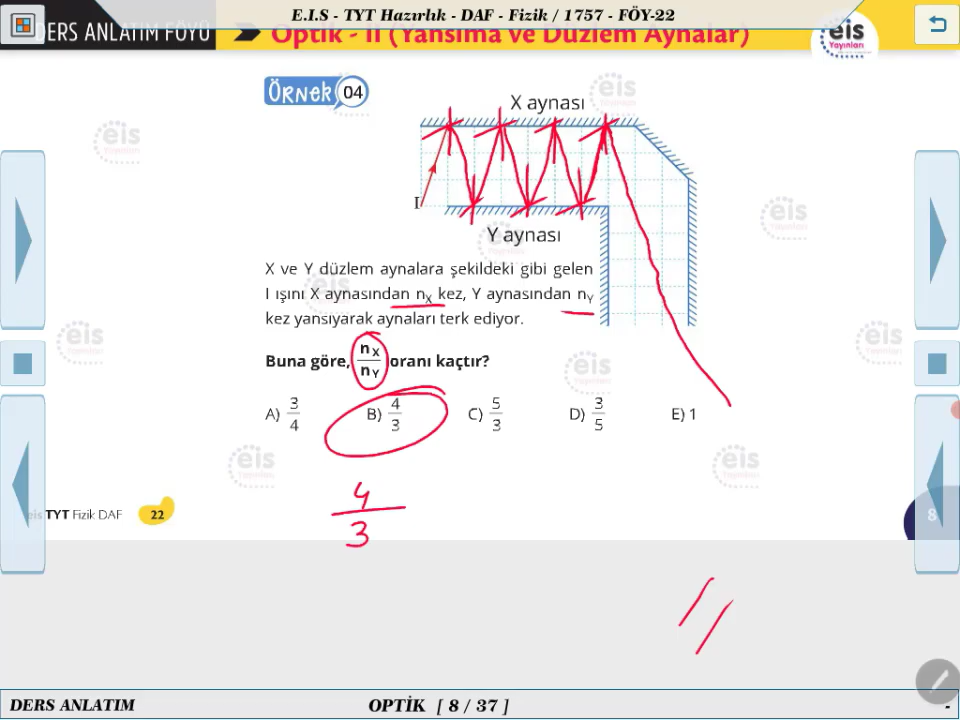 E.I.S - TYT Hazırlık - DAF - Fizik / 1757 - FÖY-22
DERS ANLATIM FÖYÜ
Optik - II (Yansıma ve Düzlem Aynalar)
eis
Yayınları
ÖRNEK 04
X aynası
I
Y aynası
X ve Y düzlem aynalara şekildeki gibi gelen
I ışını X aynasından nX kez, Y aynasından nY
kez yansıyarak aynaları terk ediyor.
Buna göre, nX/nY oranı kaçtır?
A) 3/4 B) 4/3 C) 5/3 D) 3/5 E) 1
4/3
eis TYT Fizik DAF 22
8
DERS ANLATIM
OPTİK [ 8 / 37 ]
-